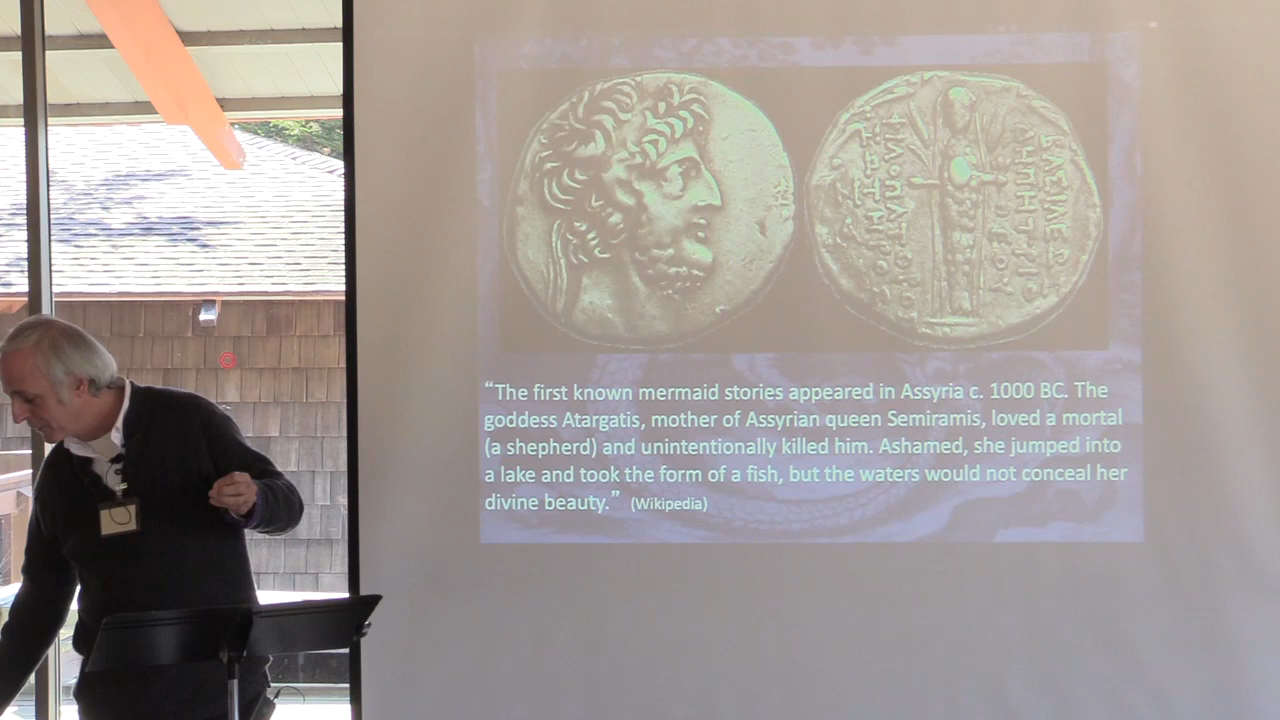 “The first known mermaid stories appeared in Assyria c. 1000 BC. The
goddess Atargatis, mother of Assyrian queen Semiramis, loved a mortal
(a shepherd) and unintentionally killed him. Ashamed, she jumped into
a lake and took the form of a fish, but the waters would not conceal her
divine beauty.” (Wikipedia)